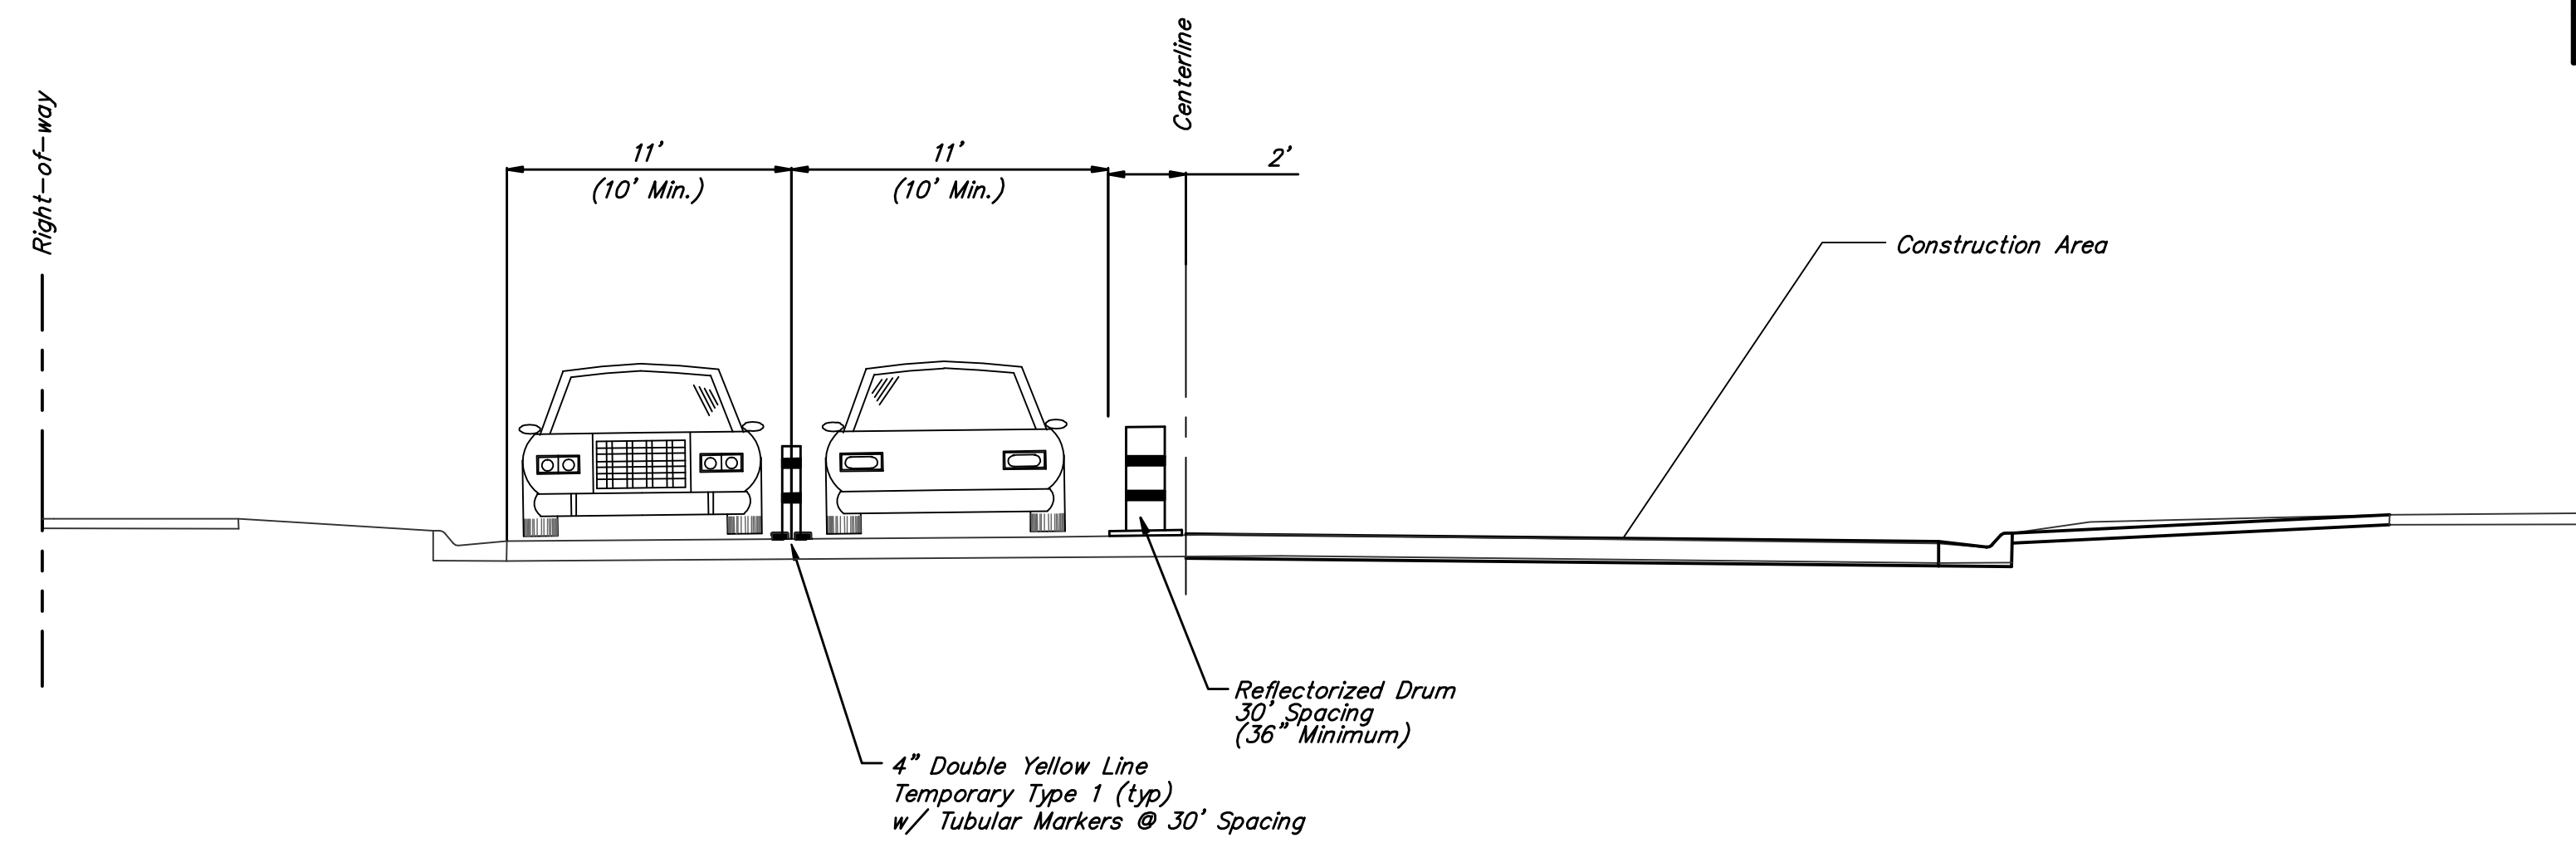 Right-of-way
Centerline
11'
(10' Min.)
11'
(10' Min.)
2'
Construction Area
Reflectorized Drum
30' Spacing
(36" Minimum)
4" Double Yellow Line
Temporary Type 1 (typ)
w/ Tubular Markers @ 30' Spacing